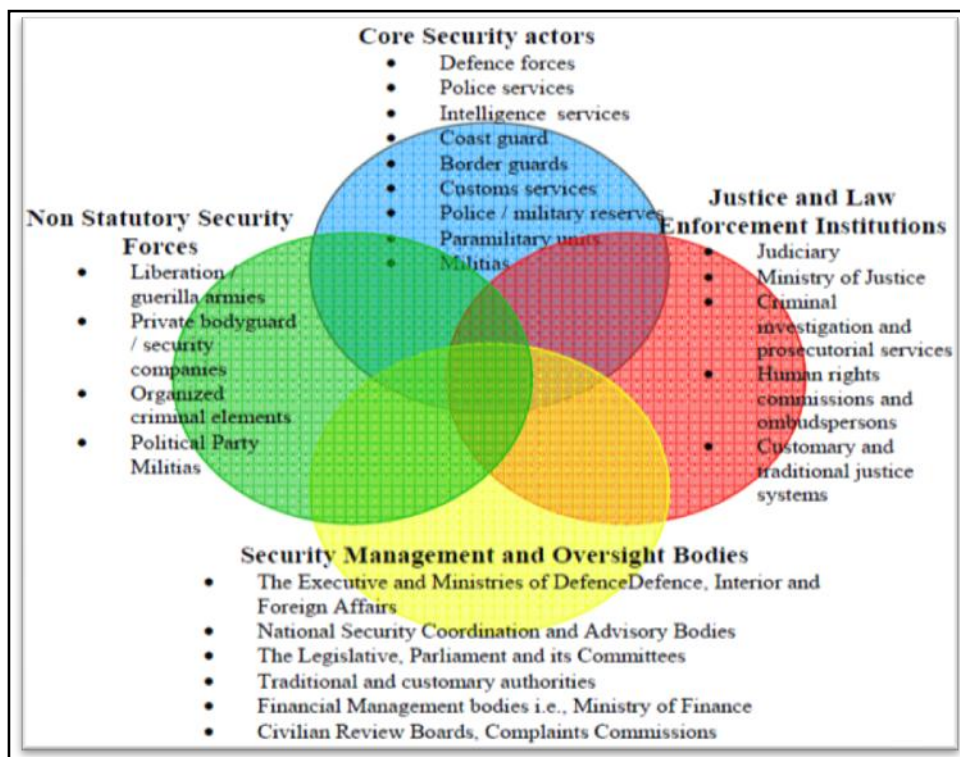 Core Security actors
• Defence forces
• Police services
• Intelligence services
• Coast guard
• Border guards
• Customs services
• Police / military reserves
• Paramilitary units
• Militias
Non Statutory Security
Forces
• Liberation /
guerilla armies
• Private bodyguard
/ security
companies
• Organized
criminal elements
• Political Party
Militias
Justice and Law
Enforcement Institutions
• Judiciary
• Ministry of Justice
• Criminal
investigation and
prosecutorial services
• Human rights
commissions and
ombudspersons
• Customary and
traditional justice
systems
Security Management and Oversight Bodies
• The Executive and Ministries of DefenceDefence, Interior and
Foreign Affairs
• National Security Coordination and Advisory Bodies
• The Legislative, Parliament and its Committees
• Traditional and customary authorities
• Financial Management bodies i.e., Ministry of Finance
• Civilian Review Boards, Complaints Commissions